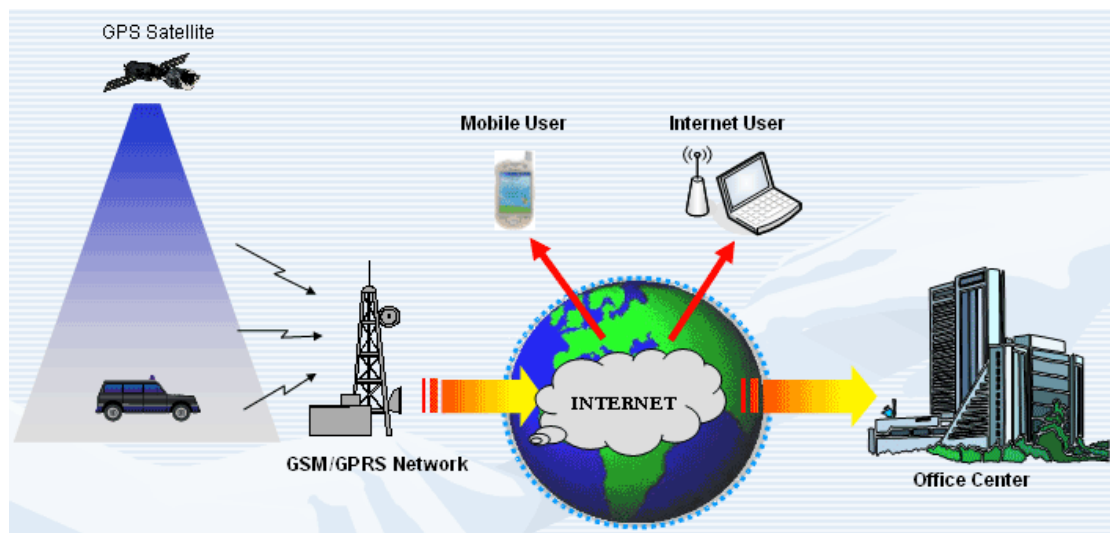 GPS Satellite
Mobile User
Internet User
INTERNET
GSM/GPRS Network
Office Center